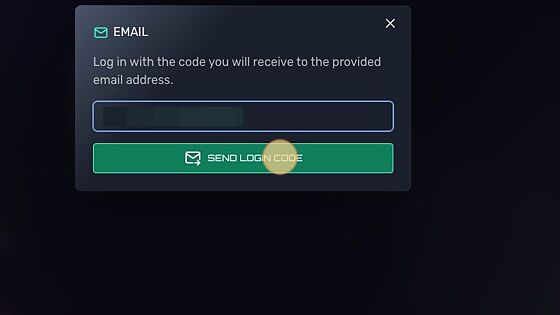 EMAIL
Log in with the code you will receive to the provided
email address.
SEND LOGIN CODE